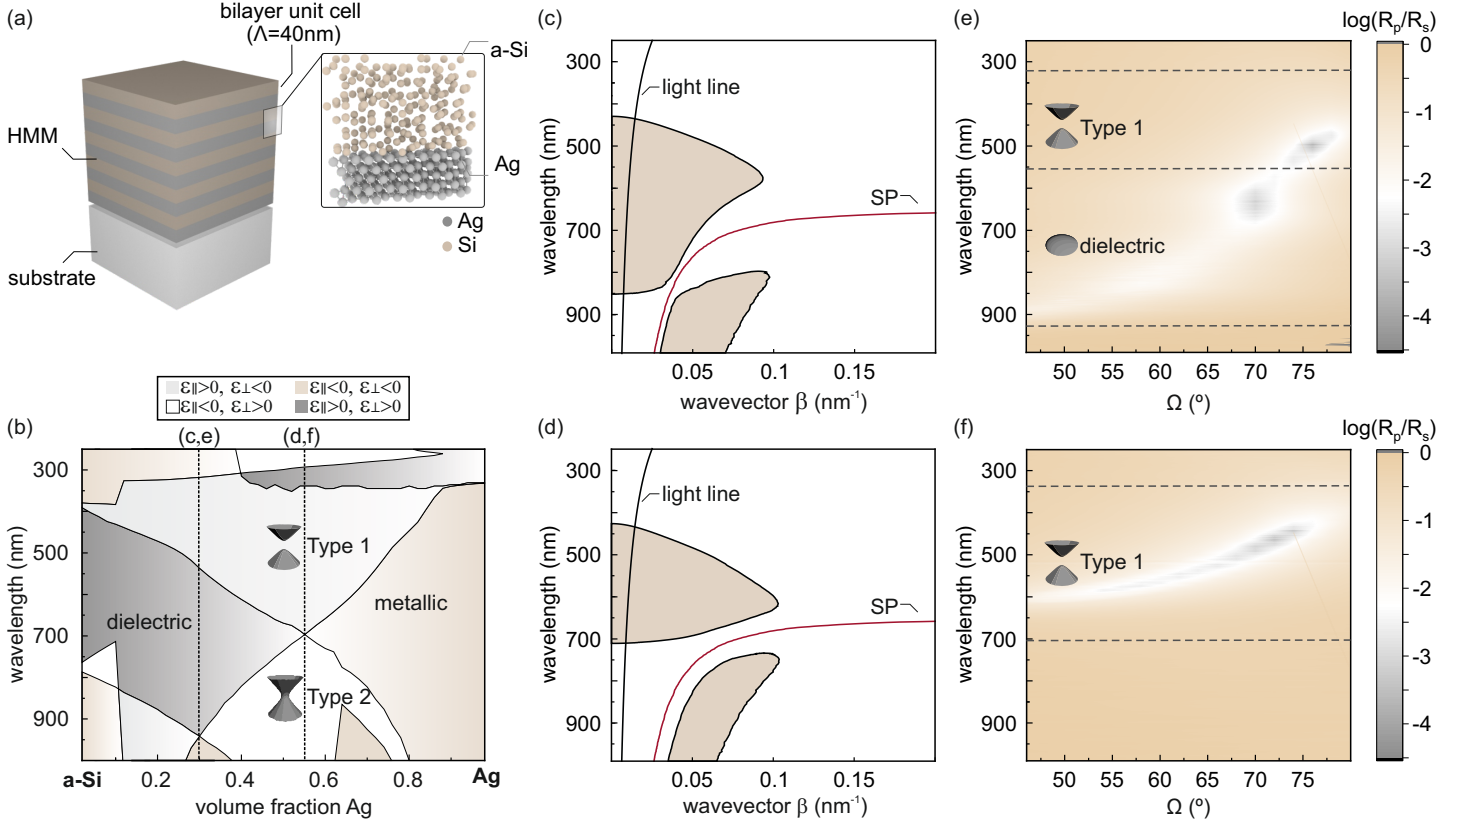 (a)
bilayer unit cell
(Λ=40nm)
a-Si
HMM
Ag
Ag
Si
substrate
ε∥>0, ε⊥<0
ε∥<0, ε⊥<0
ε∥<0, ε⊥>0
ε∥>0, ε⊥>0
(b)
(c,e)
(d,f)
300
500
700
900
wavelength (nm)
Type 1
dielectric
metallic
Type 2
a-Si
0.2
0.4
0.6
0.8
Ag
volume fraction Ag
(c)
300
500
700
900
wavelength (nm)
light line
SP
0.05
0.1
0.15
wavevector β (nm⁻¹)
(d)
300
500
700
900
wavelength (nm)
light line
SP
0.05
0.1
0.15
wavevector β (nm⁻¹)
(e)
log(Rₚ/Rₛ)
300
500
700
900
wavelength (nm)
Type 1
dielectric
50
55
60
65
70
75
Ω (º)
0
-1
-2
-3
-4
(f)
log(Rₚ/Rₛ)
300
500
700
900
wavelength (nm)
Type 1
50
55
60
65
70
75
Ω (º)
0
-1
-2
-3
-4